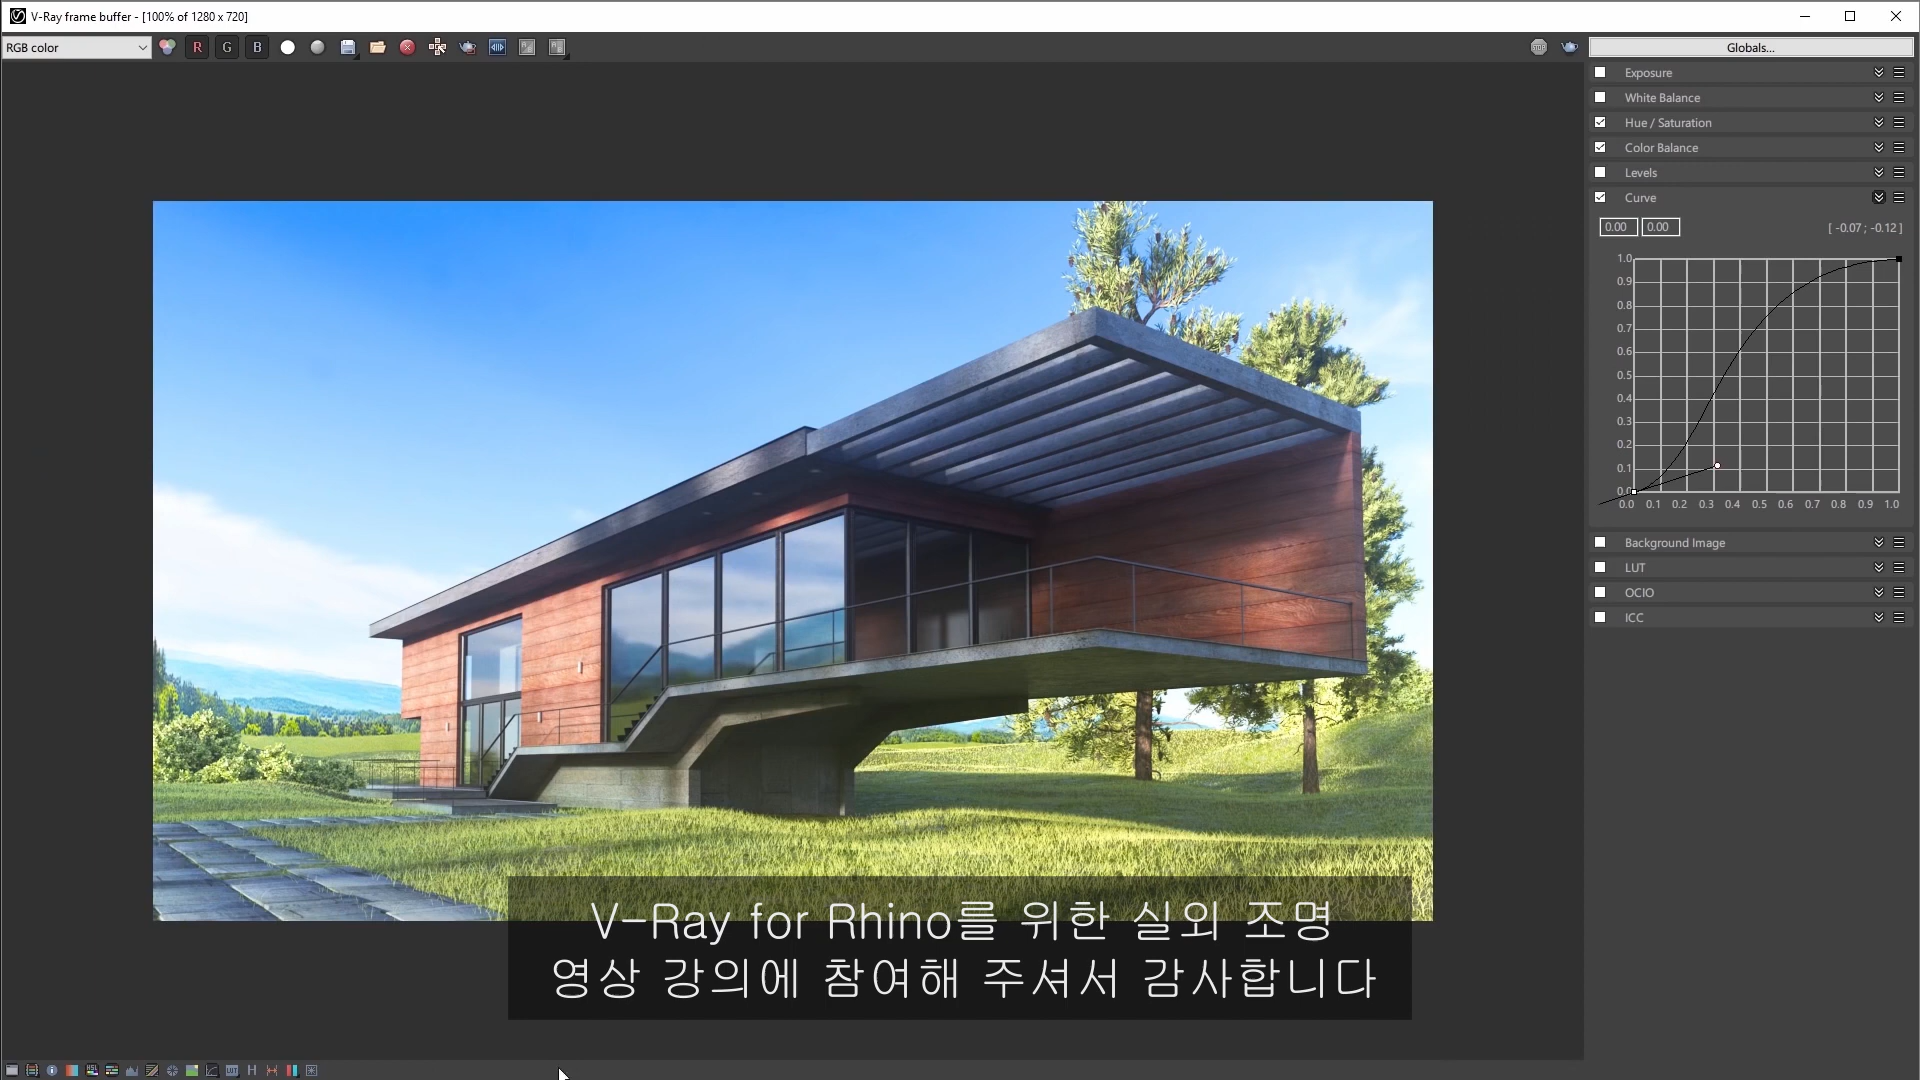 V-Ray frame buffer - [100% of 1280 x 720]
RGB color
R G B
STOP
Globals...
Exposure
White Balance
Hue / Saturation
Color Balance
Levels
Curve
0.00 0.00 [ -0.07 ; -0.12 ]
1.0
0.9
0.8
0.7
0.6
0.5
0.4
0.3
0.2
0.1
0.0
0.0 0.1 0.2 0.3 0.4 0.5 0.6 0.7 0.8 0.9 1.0
Background Image
LUT
OCIO
ICC
V-Ray for Rhino를 위한 실외 조명
영상 강의에 참여해 주셔서 감사합니다
HSL LUT H